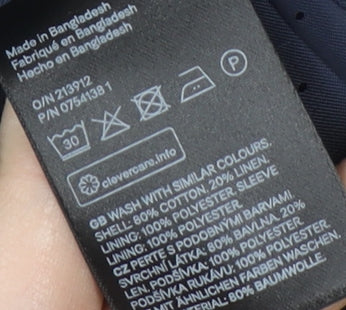 Made in Bangladesh
Fabriqué en Bangladesh
Hecho en Bangladesh
O/N 213912
P/N 0754138 1
30
P
clevercare.info
GB WASH WITH SIMILAR COLOURS.
SHELL: 80% COTTON, 20% LINEN.
LINING: 100% POLYESTER. SLEEVE
LINING: 100% POLYESTER.
CZ PERTE S PODOBNÝMI BARVAMI.
SVRCHNÍ LÁTKA: 80% BAVLNA, 20%
LEN. PODŠÍVKA: 100% POLYESTER.
PODŠÍVKA RUKÁVU: 100% POLYESTER.
MIT ÄHNLICHEN FARBEN WASCHEN.
80% BAUMWOLLE.